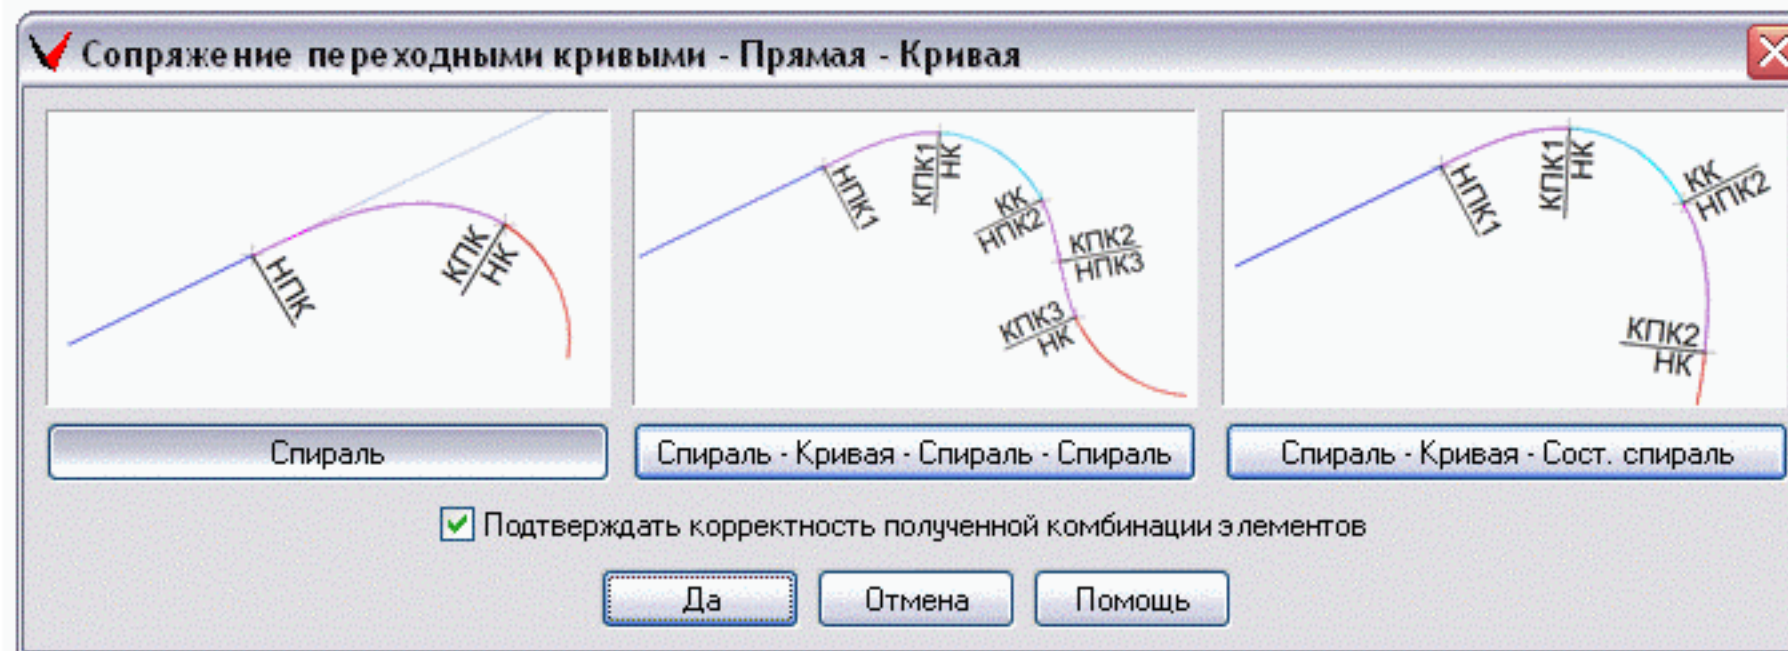 Сопряжение переходными кривыми - Прямая - Кривая
НПК
КПК
НК
НПК1
КПК1
НК
КК
НПК2
КПК2
НПК3
КПК3
НК
НПК1
КПК1
НК
КК
НПК2
КПК2
НК
Спираль
Спираль - Кривая - Спираль - Спираль
Спираль - Кривая - Сост. спираль
Подтверждать корректность полученной комбинации элементов
Да
Отмена
Помощь